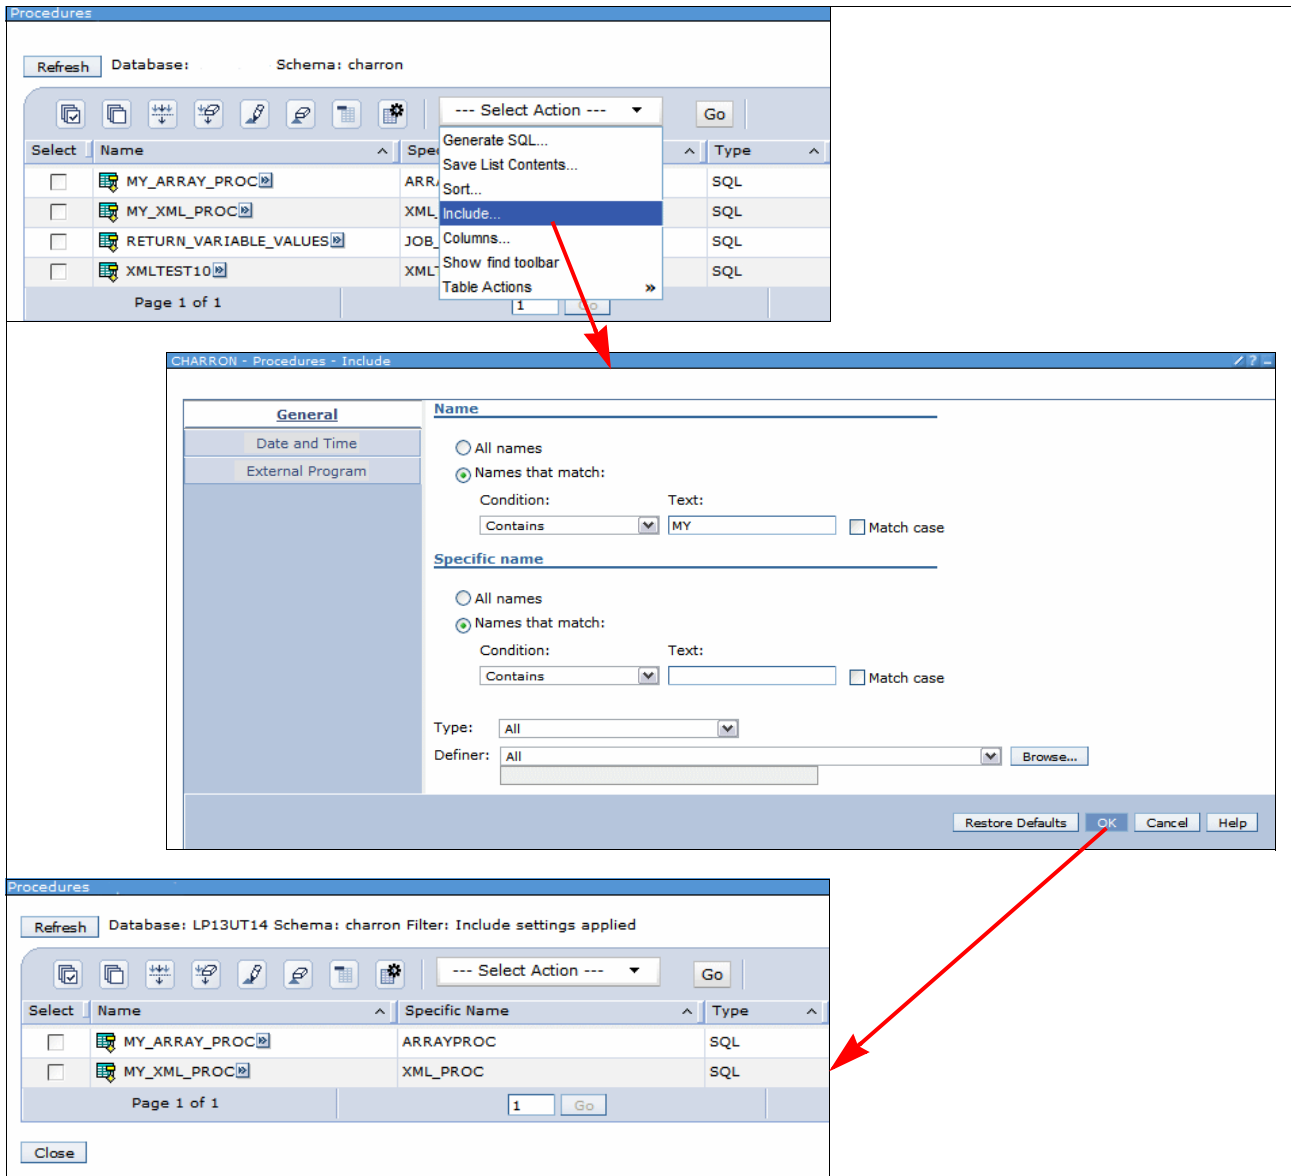 Procedures
Refresh Database: Schema: charron
--- Select Action --- Go
Generate SQL...
Save List Contents...
Sort...
Include...
Columns...
Show find toolbar
Table Actions »
Select Name Spec Type
MY_ARRAY_PROC ARRA SQL
MY_XML_PROC XML_ SQL
RETURN_VARIABLE_VALUES JOB_ SQL
XMLTEST10 XMLT SQL
Page 1 of 1 1 Go
CHARRON - Procedures - Include
General
Date and Time
External Program
Name
All names
Names that match:
Condition: Text:
Contains MY Match case
Specific name
All names
Names that match:
Condition: Text:
Contains Match case
Type: All
Definer: All Browse...
Restore Defaults OK Cancel Help
Procedures
Refresh Database: LP13UT14 Schema: charron Filter: Include settings applied
--- Select Action --- Go
Select Name Specific Name Type
MY_ARRAY_PROC ARRAYPROC SQL
MY_XML_PROC XML_PROC SQL
Page 1 of 1 1 Go
Close